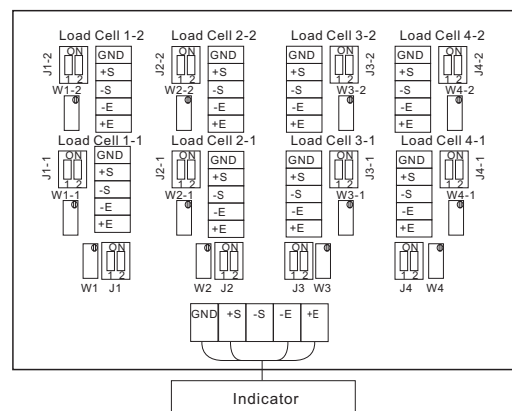 Load Cell 1-2 Load Cell 2-2 Load Cell 3-2 Load Cell 4-2
J1-2 ON 1 2 W1-2 GND +S -S -E +E
J2-2 ON 1 2 W2-2 GND +S -S -E +E
GND +S -S -E +E ON 1 2 J3-2 W3-2
GND +S -S -E +E ON 1 2 J4-2 W4-2
Load Cell 1-1 Load Cell 2-1 Load Cell 3-1 Load Cell 4-1
J1-1 ON 1 2 W1-1 GND +S -S -E +E
J2-1 ON 1 2 W2-1 GND +S -S -E +E
GND +S -S -E +E ON 1 2 J3-1 W3-1
GND +S -S -E +E ON 1 2 J4-1 W4-1
ON ON ON ON
1 2 1 2 1 2 1 2
W1 J1 W2 J2 J3 W3 J4 W4
GND +S -S -E +E
Indicator